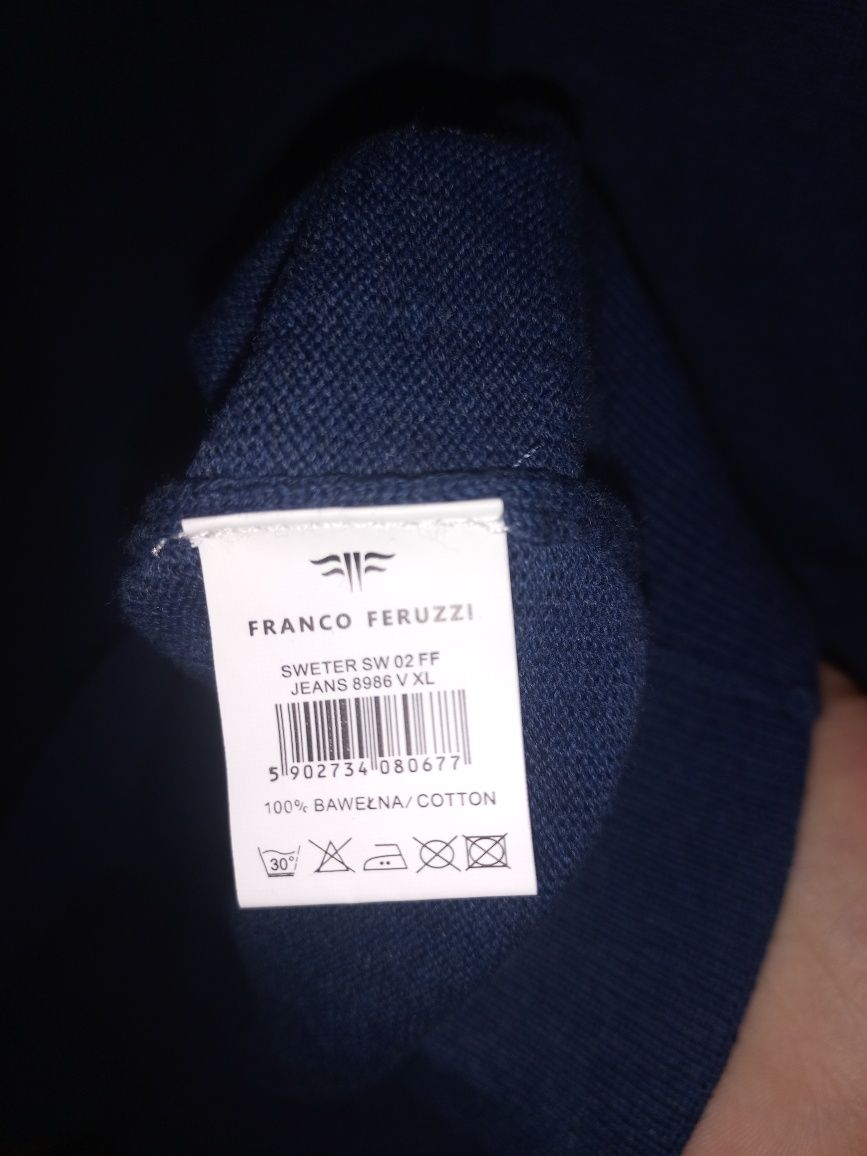 FRANCO FERUZZI
SWETER SW 02 FF
JEANS 8986 V XL
5 902734 080677
100% BAWEŁNA/COTTON
30°